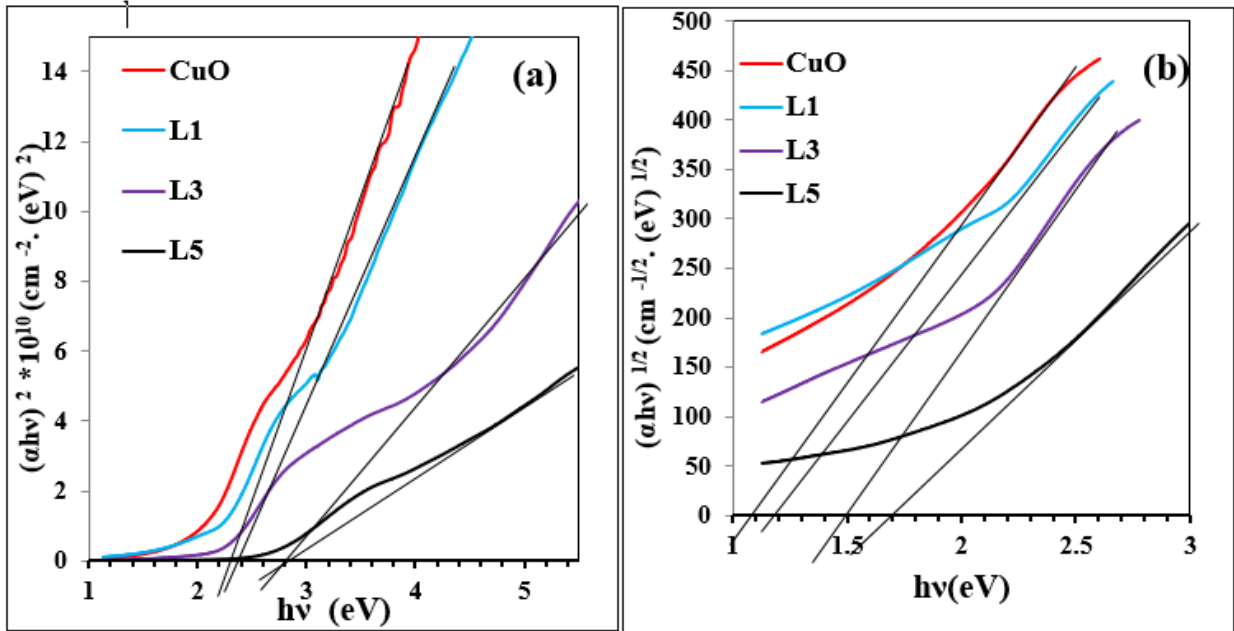 (a)
CuO
L1
L3
L5
(αhν) ² *10¹⁰ (cm ⁻². (eV) ²)
14
12
10
8
6
4
2
0
1 2 3 4 5
hν (eV)
(b)
CuO
L1
L3
L5
(αhν) ¹/² (cm ⁻¹/². (eV) ¹/²)
500
450
400
350
300
250
200
150
100
50
0
1 1.5 2 2.5 3
hν(eV)